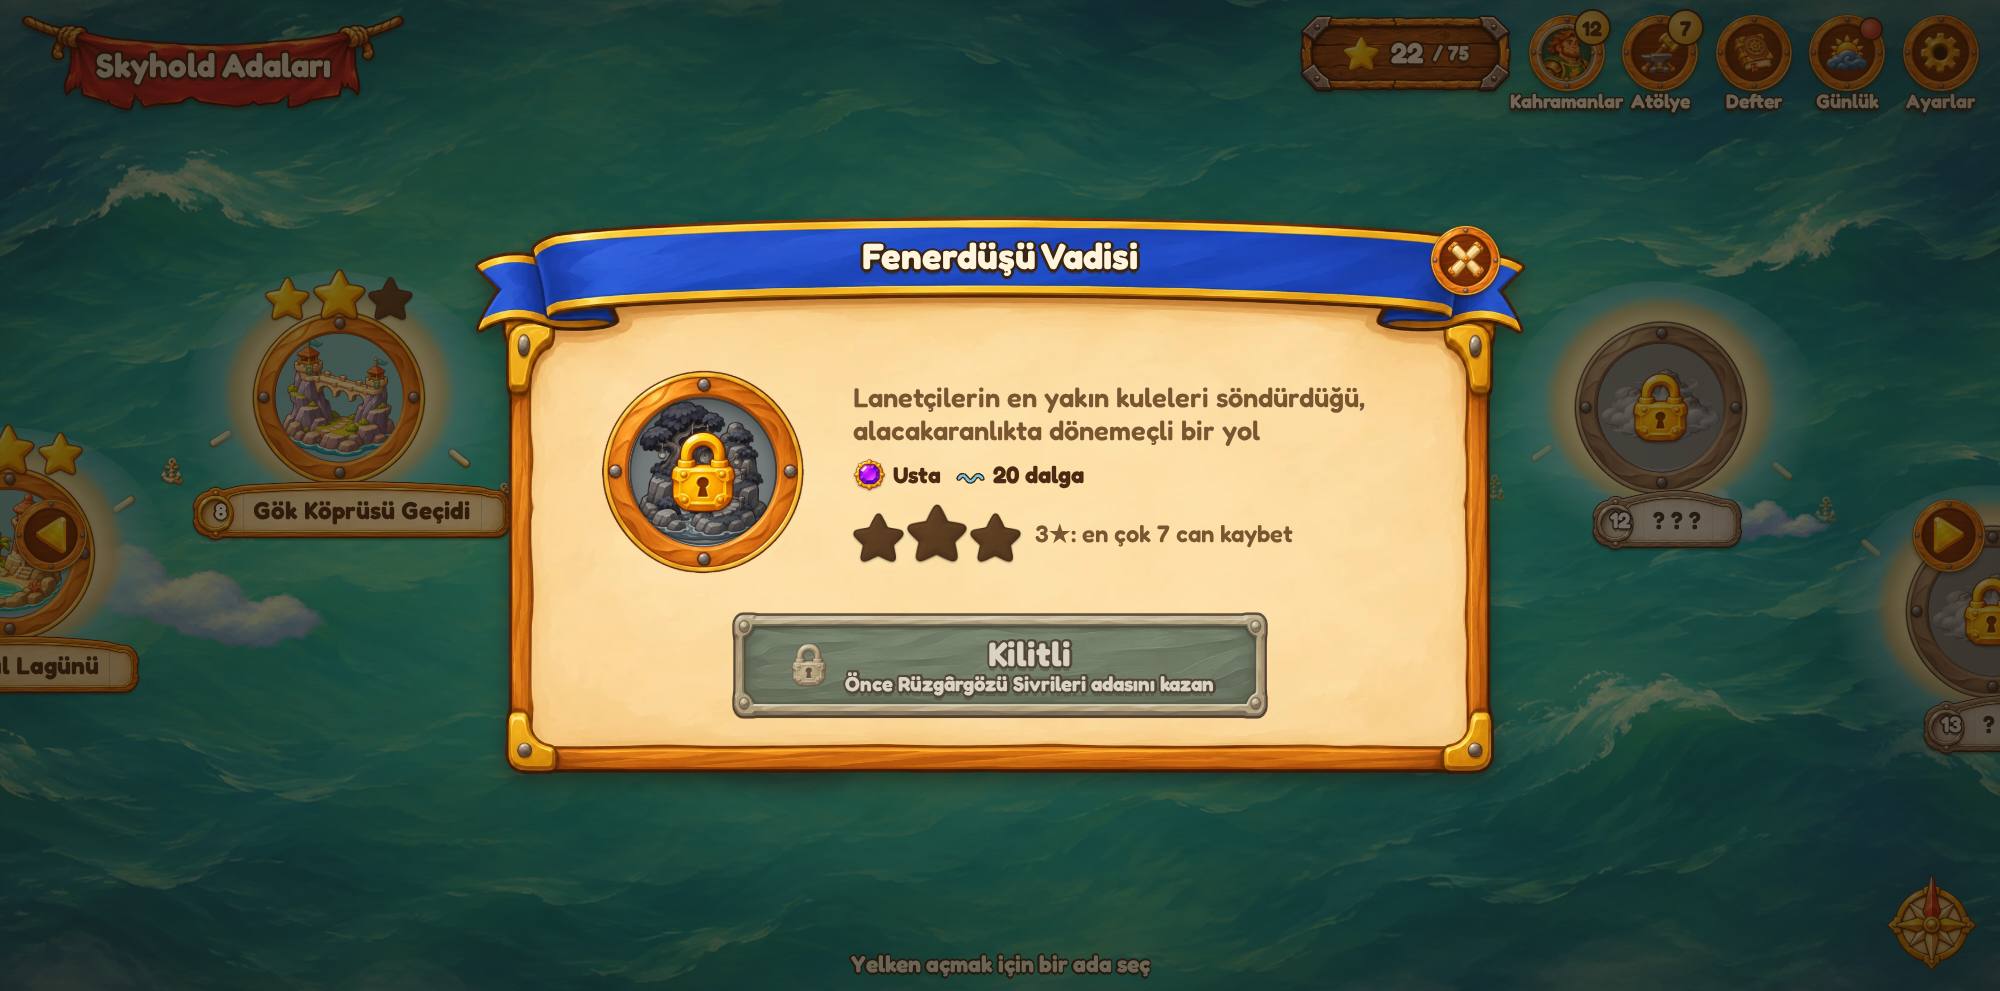 Skyhold Adaları
22 / 75
12
7
Kahramanlar
Atölye
Defter
Günlük
Ayarlar
Fenerdüşü Vadisi
Lanetçilerin en yakın kuleleri söndürdüğü,
alacakaranlıkta dönemeçli bir yol
Usta
20 dalga
3★: en çok 7 can kaybet
Kilitli
Önce Rüzgârgözü Sivrileri adasını kazan
8 Gök Köprüsü Geçidi
Lagünü
12 ? ? ?
13 ?
Yelken açmak için bir ada seç